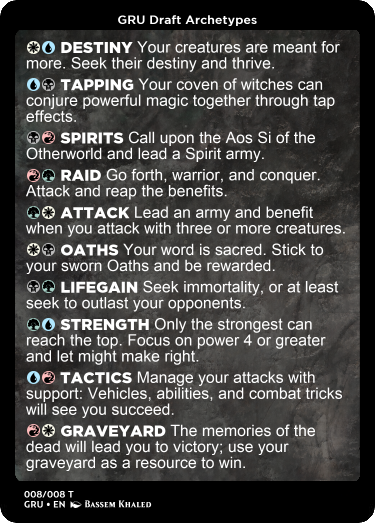 GRU Draft Archetypes
DESTINY Your creatures are meant for
more. Seek their destiny and thrive.
TAPPING Your coven of witches can
conjure powerful magic together through tap
effects.
SPIRITS Call upon the Aos Si of the
Otherworld and lead a Spirit army.
RAID Go forth, warrior, and conquer.
Attack and reap the benefits.
ATTACK Lead an army and benefit
when you attack with three or more creatures.
OATHS Your word is sacred. Stick to
your sworn Oaths and be rewarded.
LIFEGAIN Seek immortality, or at least
seek to outlast your opponents.
STRENGTH Only the strongest can
reach the top. Focus on power 4 or greater
and let might make right.
TACTICS Manage your attacks with
support: Vehicles, abilities, and combat tricks
will see you succeed.
GRAVEYARD The memories of the
dead will lead you to victory; use your
graveyard as a resource to win.
008/008 T
GRU • EN Bassem Khaled